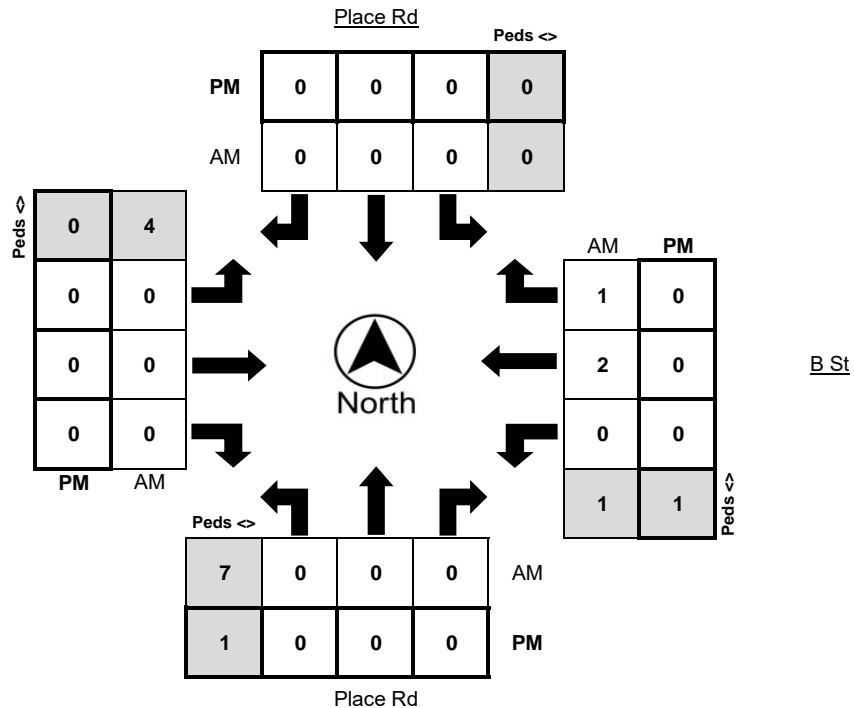 Place Rd
Peds <>
PM 0 0 0 0
AM 0 0 0 0
Peds <>
0 4
0 0
0 0
0 0
PM AM
AM PM
1 0
2 0
0 0
1 1
Peds <>
B St
North
Peds <>
7 0 0 0 AM
1 0 0 0 PM
Place Rd